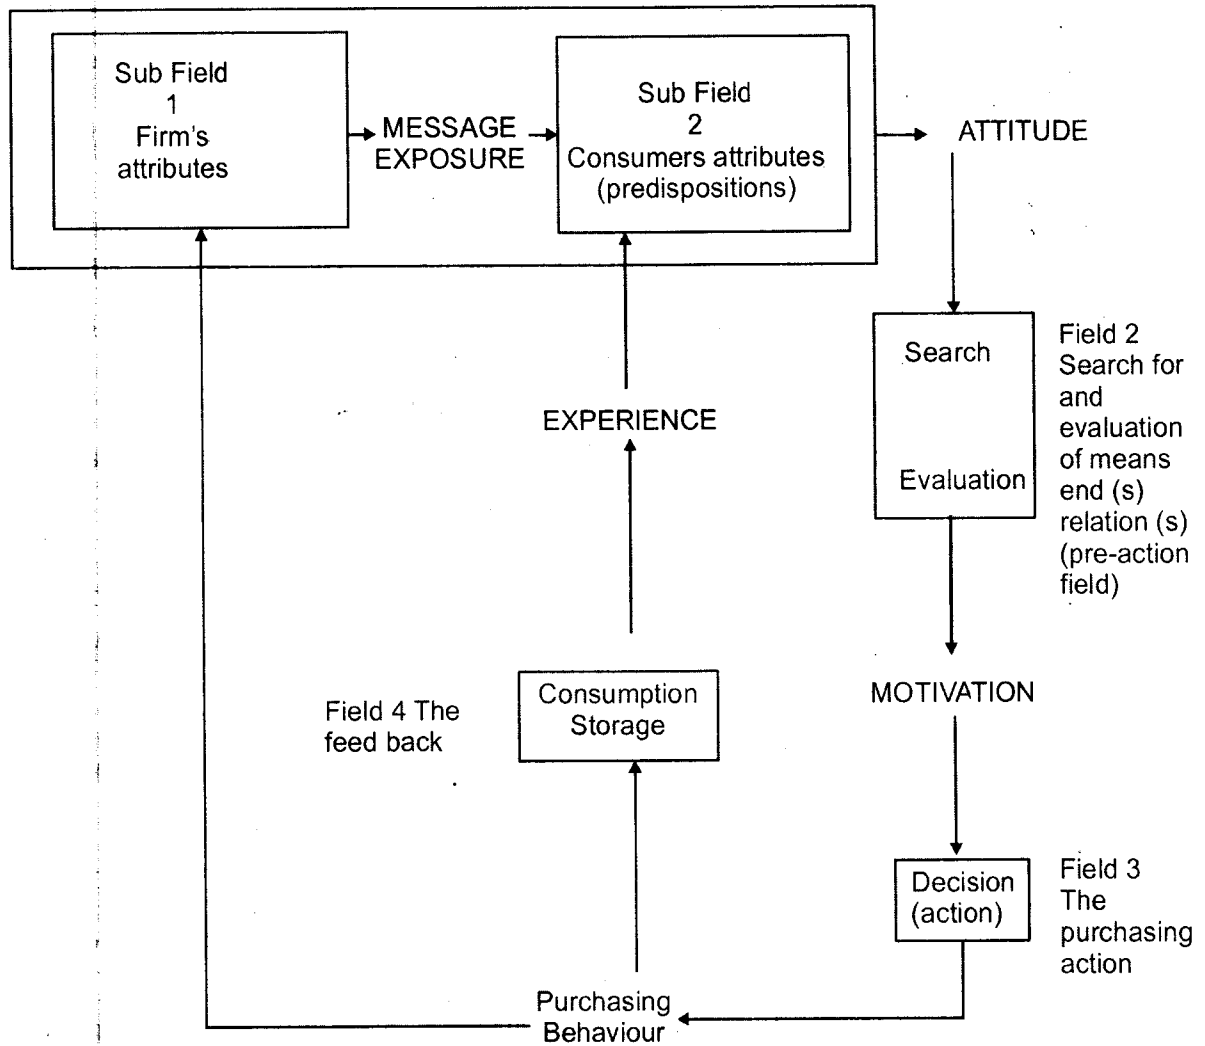 Sub Field
1
Firm's
attributes
MESSAGE
EXPOSURE
Sub Field
2
Consumers attributes
(predispositions)
ATTITUDE
Search
Evaluation
Field 2
Search for
and
evaluation
of means
end (s)
relation (s)
(pre-action
field)
EXPERIENCE
MOTIVATION
Consumption
Storage
Field 4 The
feed back
Decision
(action)
Field 3
The
purchasing
action
Purchasing
Behaviour